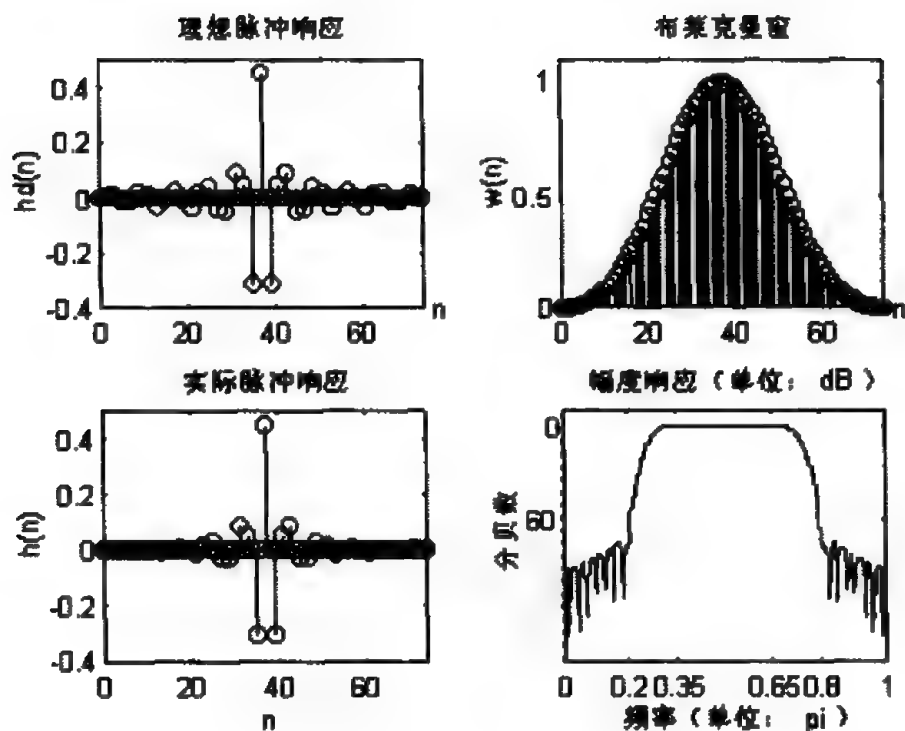 理想脉冲响应
0.4
0.2
0
-0.2
-0.4
hd(n)
0 20 40 60 n
布莱克曼窗
1
0.5
0
w(n)
0 20 40 60 n
实际脉冲响应
0.4
0.2
0
-0.2
-0.4
h(n)
0 20 40 60
n
幅度响应（单位： dB）
0
60
分贝数
0 0.2 0.35 0.65 0.8 1
频率（单位： pi）